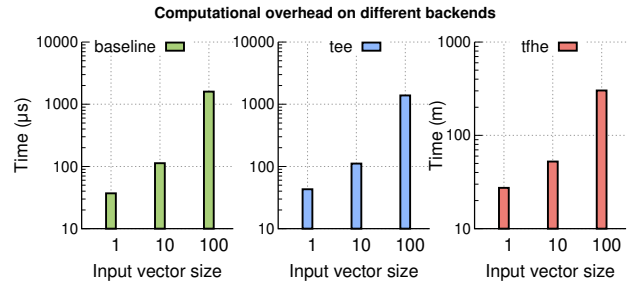 Computational overhead on different backends
baseline
Time (μs)
10000
1000
100
10
1 10 100
Input vector size
tee
10000
1000
100
10
1 10 100
Input vector size
tfhe
Time (m)
1000
100
10
1 10 100
Input vector size